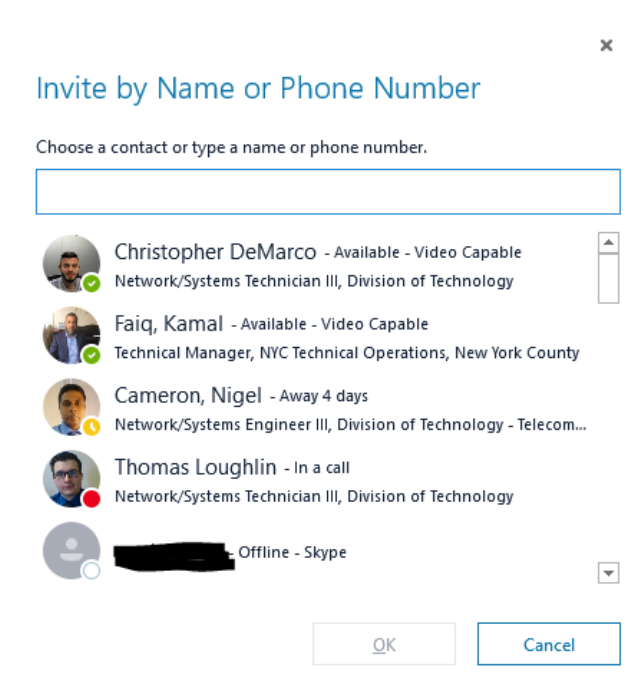 Invite by Name or Phone Number
Choose a contact or type a name or phone number.
Christopher DeMarco - Available - Video Capable
Network/Systems Technician III, Division of Technology
Faiq, Kamal - Available - Video Capable
Technical Manager, NYC Technical Operations, New York County
Cameron, Nigel - Away 4 days
Network/Systems Engineer III, Division of Technology - Telecom...
Thomas Loughlin - In a call
Network/Systems Technician III, Division of Technology
- Offline - Skype
OK Cancel